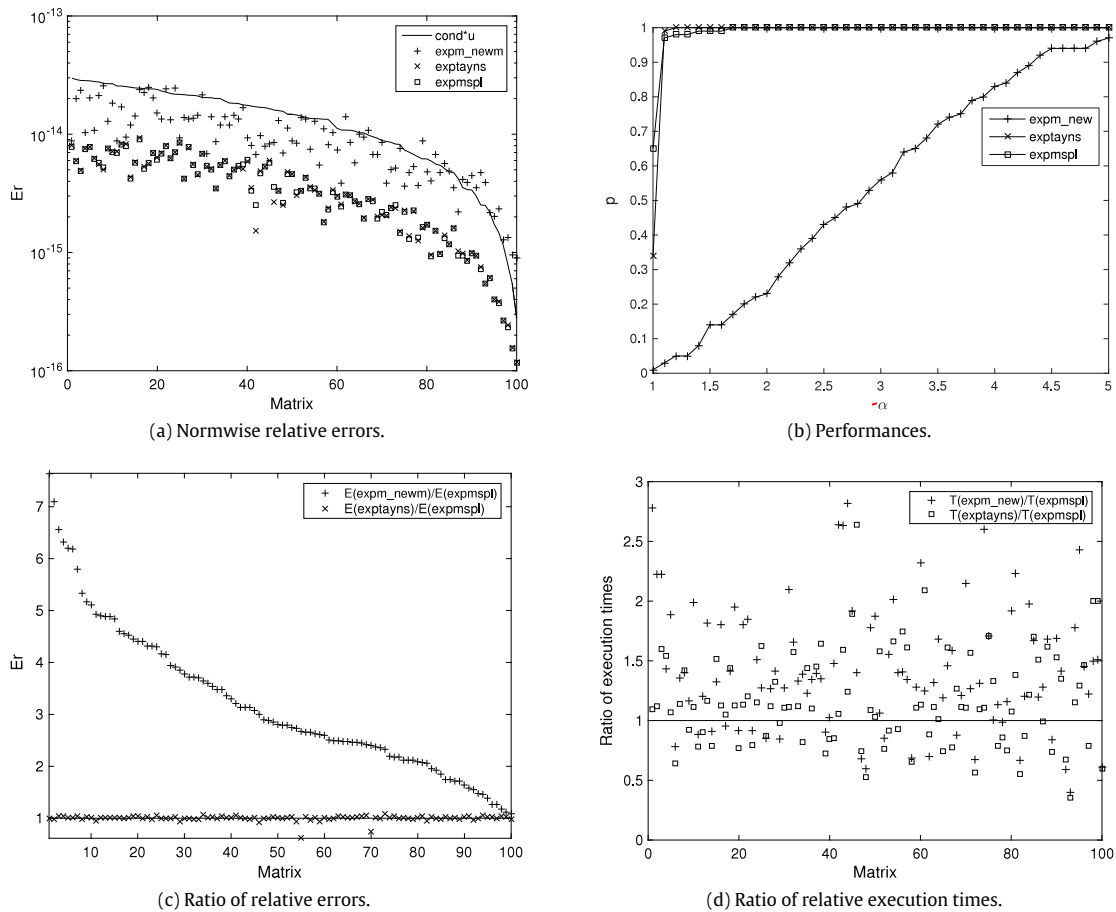 10-13
cond*u
expm_newm
exptayns
expmspl
10-14
Er
10-15
10-16
0 20 40 60 80 100
Matrix
(a) Normwise relative errors.
1
0.9
0.8
0.7
0.6
p
0.5
0.4
0.3
0.2
0.1
0
expm_new
exptayns
expmspl
1 1.5 2 2.5 3 3.5 4 4.5 5
α
(b) Performances.
7
6
5
Er
4
3
2
1
E(expm_newm)/E(expmspl)
E(exptayns)/E(expmspl)
10 20 30 40 50 60 70 80 90 100
Matrix
(c) Ratio of relative errors.
3
2.5
2
1.5
1
0.5
0
Ratio of execution times
T(expm_new)/T(expmspl)
T(exptayns)/T(expmspl)
0 20 40 60 80 100
Matrix
(d) Ratio of relative execution times.